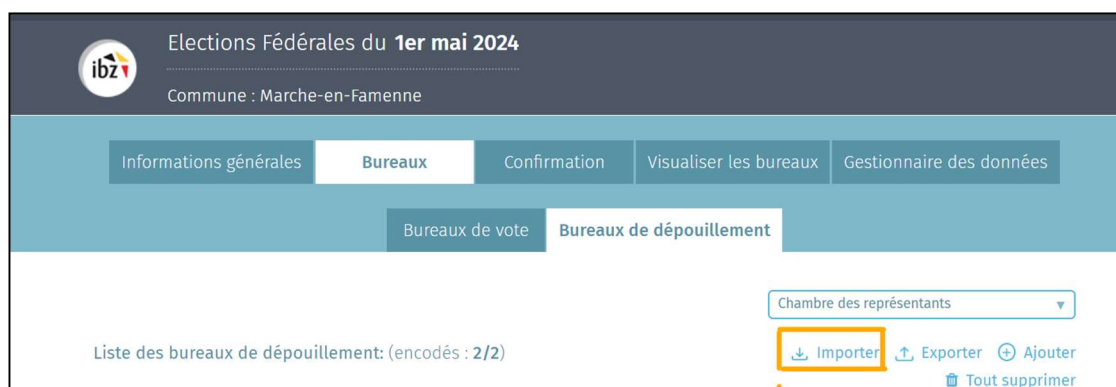 ibz
Elections Fédérales du 1er mai 2024
Commune : Marche-en-Famenne
Informations générales
Bureaux
Confirmation
Visualiser les bureaux
Gestionnaire des données
Bureaux de vote
Bureaux de dépouillement
Chambre des représentants
Liste des bureaux de dépouillement: (encodés : 2/2)
Importer
Exporter
Ajouter
Tout supprimer